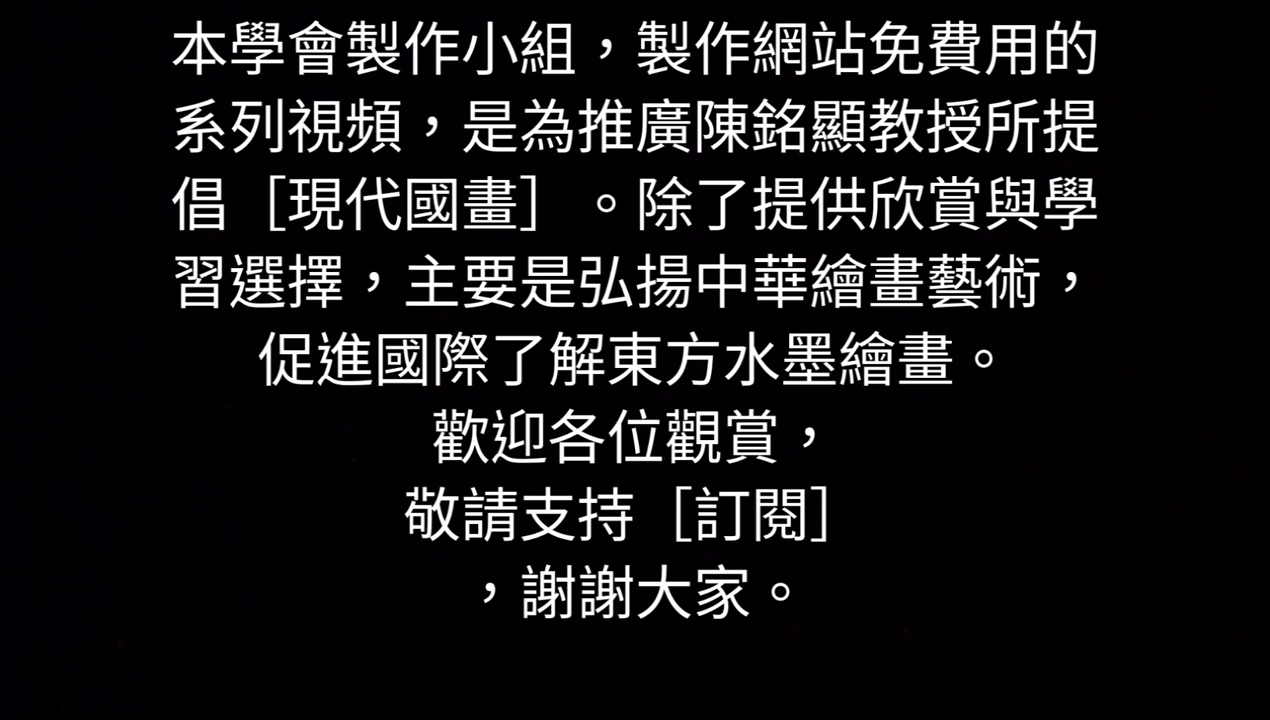 本學會製作小組，製作網站免費用的
系列視頻，是為推廣陳銘顯教授所提
倡［現代國畫］。除了提供欣賞與學
習選擇，主要是弘揚中華繪畫藝術，
促進國際了解東方水墨繪畫。
歡迎各位觀賞，
敬請支持［訂閱］
，謝謝大家。